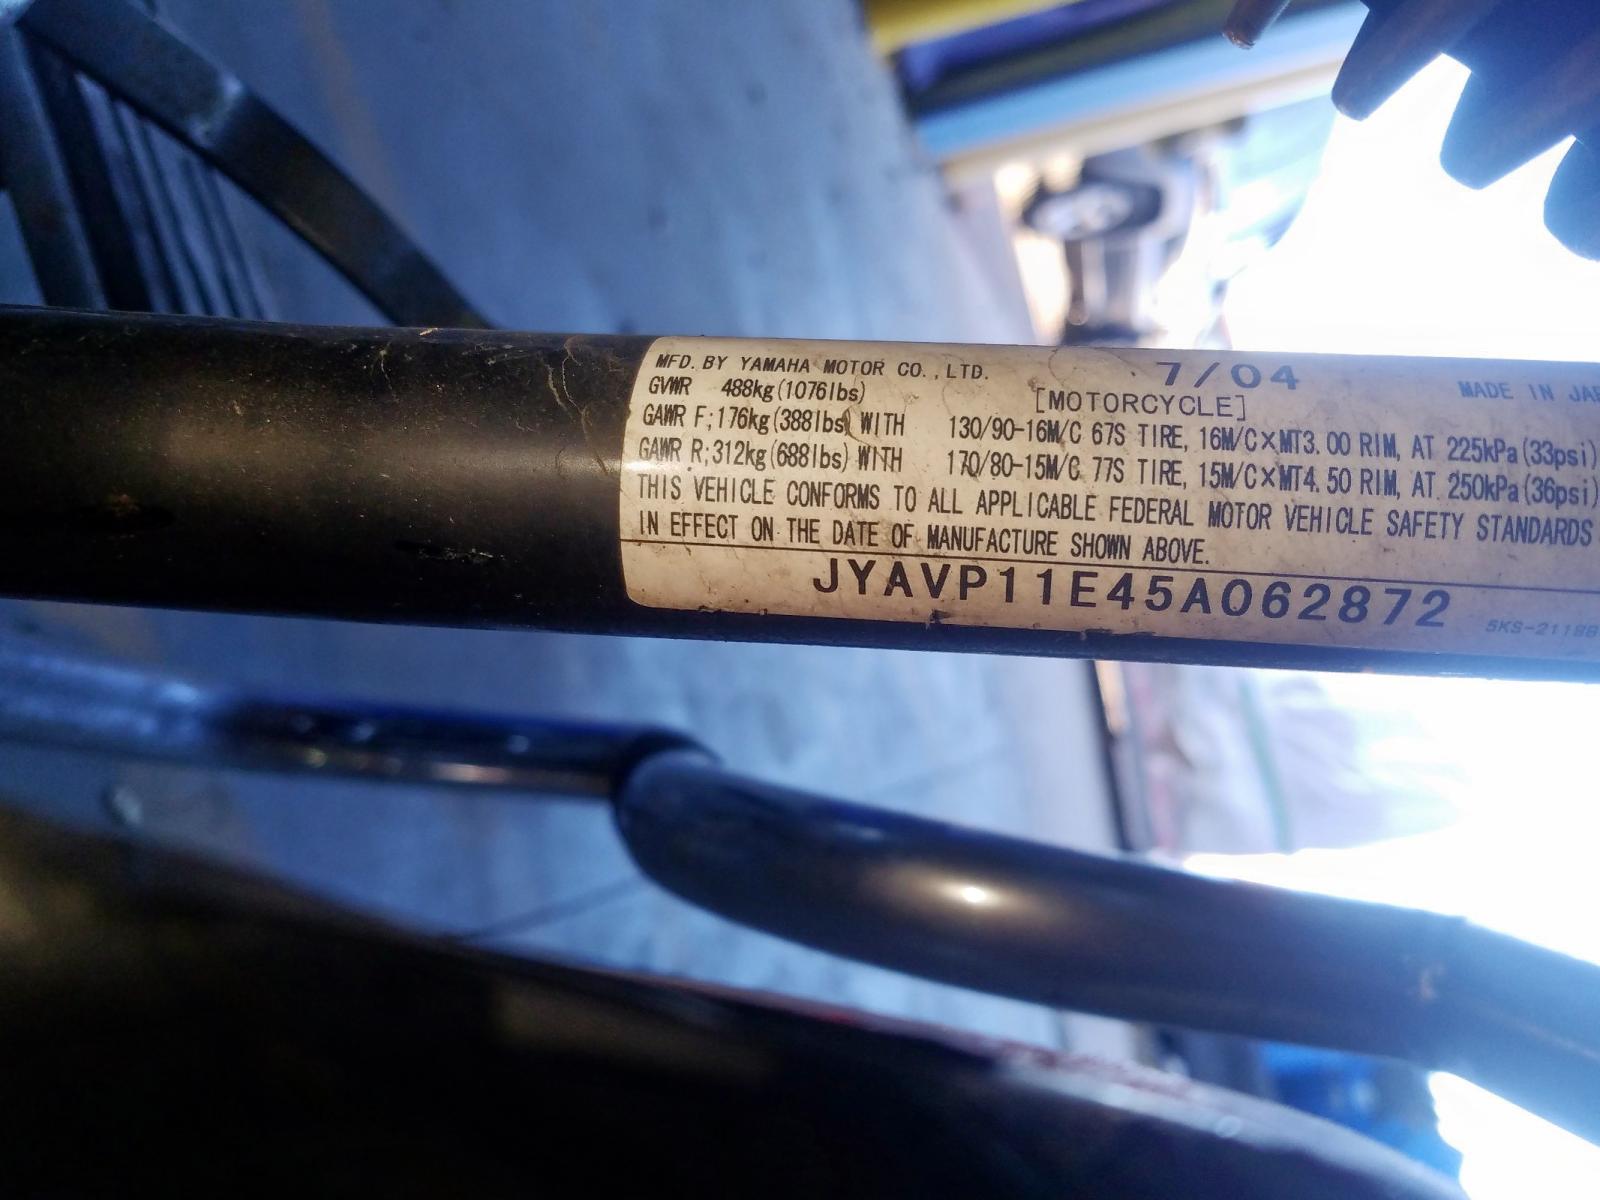 MFD. BY YAMAHA MOTOR CO.,LTD. 7/04 MADE IN
GVWR 488kg(1076lbs) [MOTORCYCLE]
GAWR F;176kg(388lbs) WITH 130/90-16M/C 67S TIRE, 16M/C×MT3.00 RIM, AT 225kPa(33psi)
GAWR R;312kg(688lbs) WITH 170/80-15M/C 77S TIRE, 15M/C×MT4.50 RIM, AT 250kPa(36psi)
THIS VEHICLE CONFORMS TO ALL APPLICABLE FEDERAL MOTOR VEHICLE SAFETY STANDARDS
IN EFFECT ON THE DATE OF MANUFACTURE SHOWN ABOVE.
JYAVP11E45A062872